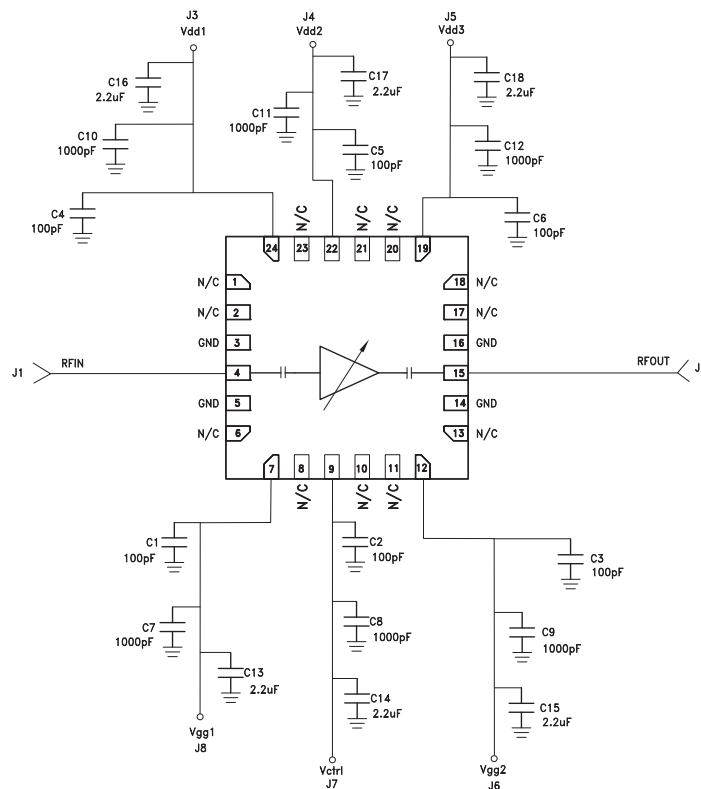 J3
Vdd1
J4
Vdd2
J5
Vdd3
C16
2.2uF
C17
2.2uF
C18
2.2uF
C10
1000pF
C11
1000pF
C5
100pF
C12
1000pF
C4
100pF
C6
100pF
N/C
N/C
N/C
24
23
22
21
20
19
N/C
1
18
N/C
N/C
2
17
N/C
GND
3
16
GND
J1
RFIN
4
15
RFOUT
J
GND
5
14
GND
N/C
6
13
N/C
7
8
9
10
11
12
N/C
N/C
N/C
C1
100pF
C2
100pF
C3
100pF
C7
1000pF
C8
1000pF
C9
1000pF
C13
2.2uF
C14
2.2uF
C15
2.2uF
Vgg1
J8
Vctrl
J7
Vgg2
J6